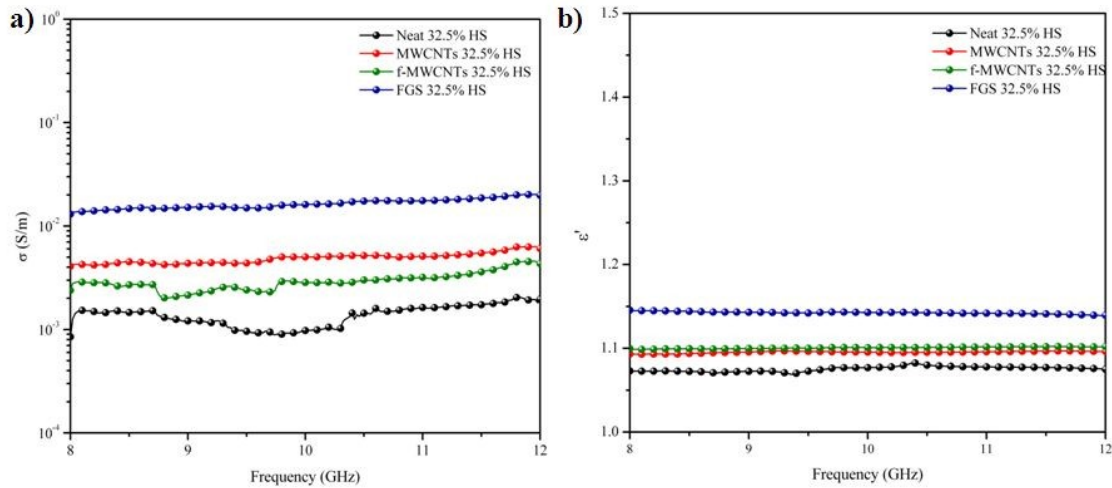 a)
Neat 32.5% HS
MWCNTs 32.5% HS
f-MWCNTs 32.5% HS
FGS 32.5% HS
10⁰
10⁻¹
10⁻²
10⁻³
10⁻⁴
σ (S/m)
8 9 10 11 12
Frequency (GHz)
b)
Neat 32.5% HS
MWCNTs 32.5% HS
f-MWCNTs 32.5% HS
FGS 32.5% HS
1.5
1.4
1.3
1.2
1.1
1.0
ε'
8 9 10 11 12
Frequency (GHz)